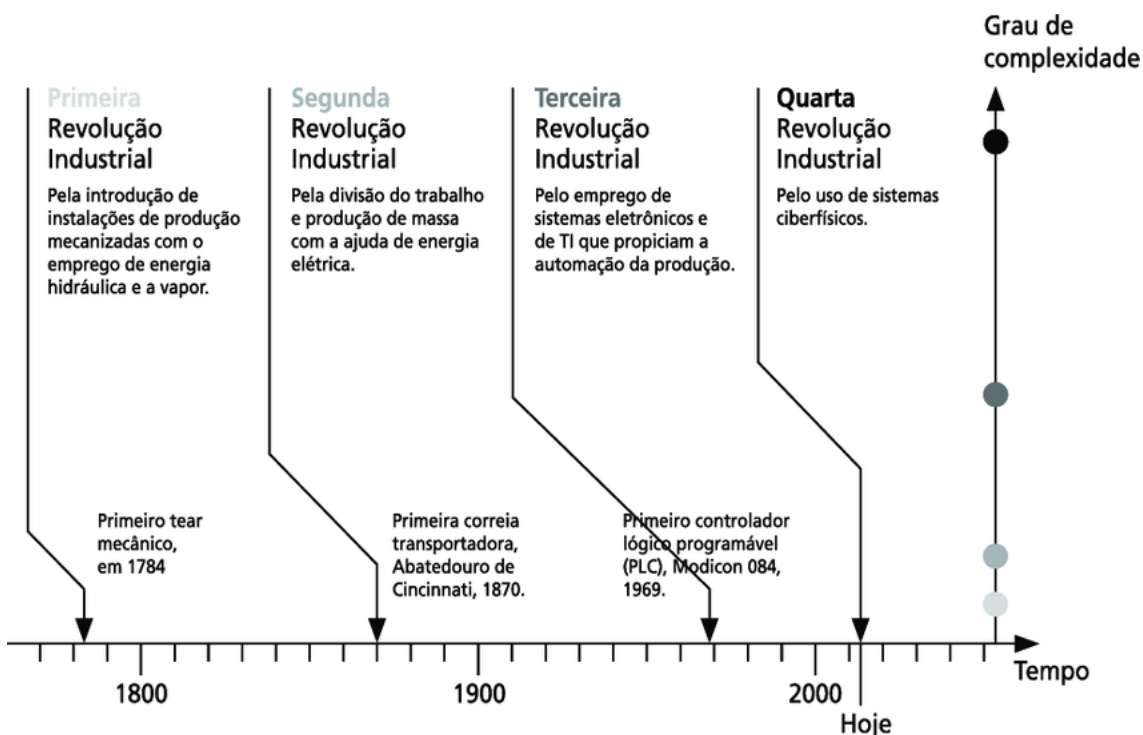 Grau de
complexidade
Primeira
Revolução
Industrial
Pela introdução de
instalações de produção
mecanizadas com o
emprego de energia
hidráulica e a vapor.
Segunda
Revolução
Industrial
Pela divisão do trabalho
e produção de massa
com a ajuda de energia
elétrica.
Terceira
Revolução
Industrial
Pelo emprego de
sistemas eletrônicos e
de TI que propiciam a
automação da produção.
Quarta
Revolução
Industrial
Pelo uso de sistemas
ciberfísicos.
Primeiro tear
mecânico,
em 1784
Primeira correia
transportadora,
Abatedouro de
Cincinnati, 1870.
Primeiro controlador
lógico programável
(PLC), Modicon 084,
1969.
1800
1900
2000
Hoje
Tempo